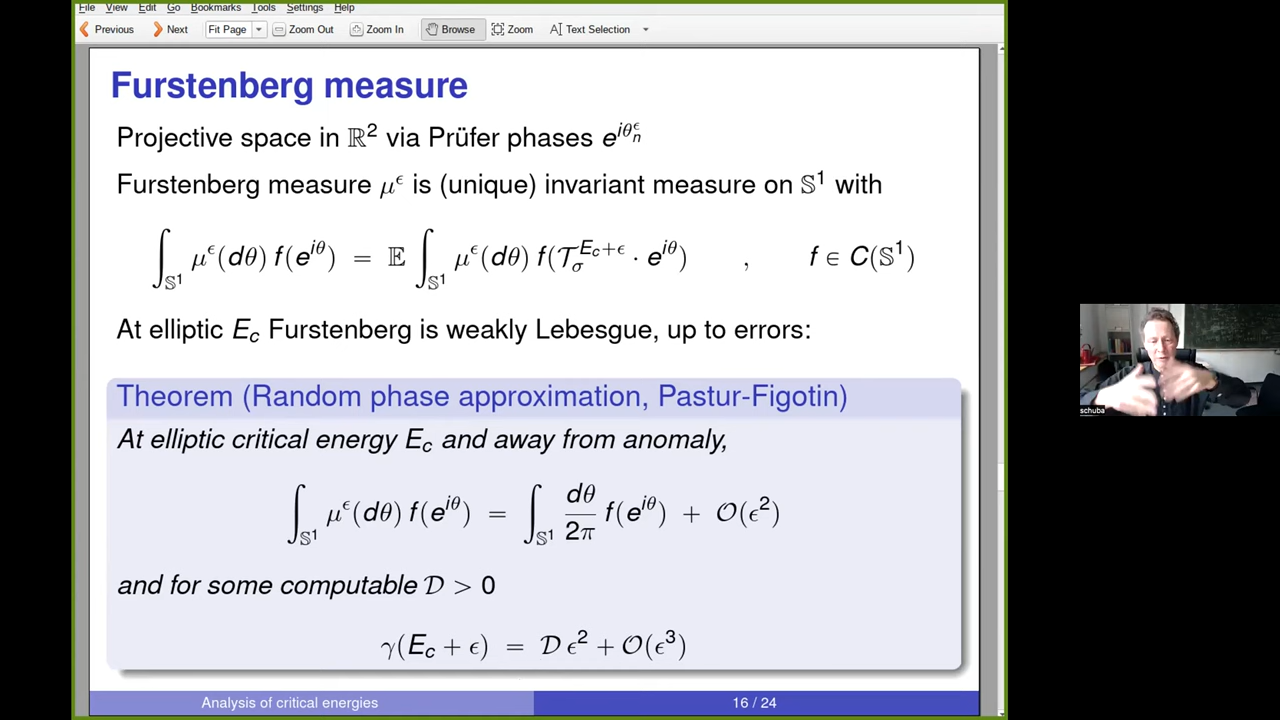 File Edit View Go Bookmarks Tools Settings Help
Previous Next Fit Page Zoom Out Zoom In Browse Zoom Text Selection
Furstenberg measure
Projective space in ℝ² via Prüfer phases e^{iθ_n^ϵ}
Furstenberg measure μ^ϵ is (unique) invariant measure on 𝕊¹ with
∫_{𝕊¹} μ^ϵ(dθ) f(e^{iθ}) = 𝔼 ∫_{𝕊¹} μ^ϵ(dθ) f(𝒯_σ^{E_c+ϵ} · e^{iθ}) , f ∈ C(𝕊¹)
At elliptic E_c Furstenberg is weakly Lebesgue, up to errors:
Theorem (Random phase approximation, Pastur-Figotin)
At elliptic critical energy E_c and away from anomaly,
∫_{𝕊¹} μ^ϵ(dθ) f(e^{iθ}) = ∫_{𝕊¹} dθ/2π f(e^{iθ}) + 𝒪(ϵ²)
and for some computable 𝒟 > 0
γ(E_c + ϵ) = 𝒟 ϵ² + 𝒪(ϵ³)
Analysis of critical energies 16 / 24
schuba